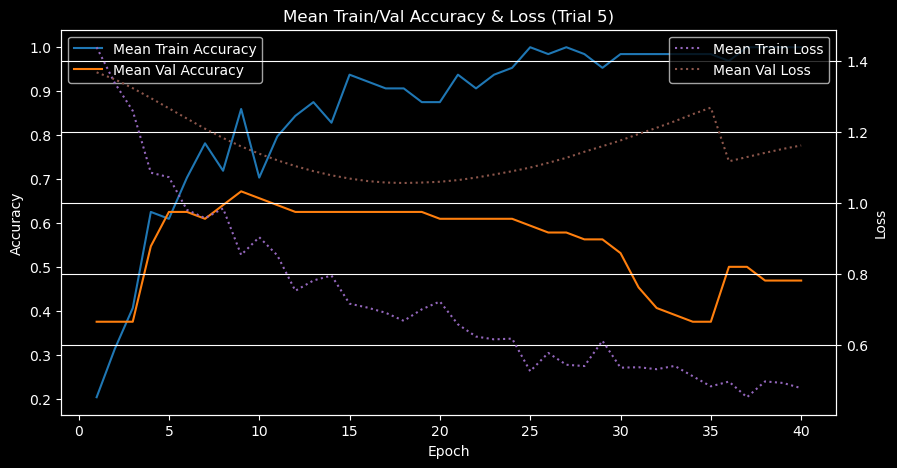 Mean Train/Val Accuracy & Loss (Trial 5)
Mean Train Accuracy
Mean Val Accuracy
Mean Train Loss
Mean Val Loss
Accuracy
1.0
0.9
0.8
0.7
0.6
0.5
0.4
0.3
0.2
1.4
1.2
1.0
0.8
0.6
Loss
0 5 10 15 20 25 30 35 40
Epoch